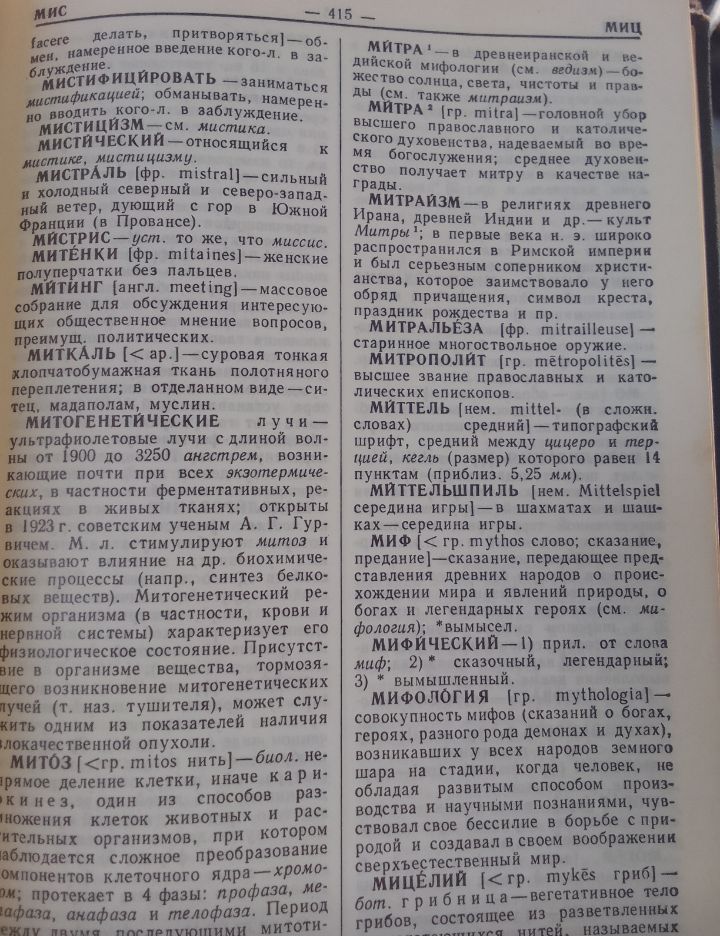 МИС
— 415 —
МИЦ
facere делать, притворяться]—об-
ман, намеренное введение кого-л. в за-
блуждение.
МИСТИФИЦИ́РОВАТЬ —заниматься
мистификацией; обманывать, намерен-
но вводить кого-л. в заблуждение.
МИСТИЦИ́ЗМ—см. мистика.
МИСТИ́ЧЕСКИЙ—относящийся к
мистике, мистицизму.
МИСТРА́ЛЬ [фр. mistral]—сильный
и холодный северный и северо-запад-
ный ветер, дующий с гор в Южной
Франции (в Провансе).
МИ́СТРИС—уст. то же, что миссис.
МИТЕ́НКИ [фр. mitaines]—женские
полуперчатки без пальцев.
МИ́ТИНГ [англ. meeting]—массовое
собрание для обсуждения интересую-
щих общественное мнение вопросов,
преимущ. политических.
МИТКА́ЛЬ [< ар.]—суровая тонкая
хлопчатобумажная ткань полотняного
переплетения; в отделанном виде—си-
тец, мадаполам, муслин.
МИТОГЕНЕТИ́ЧЕСКИЕ лучи—
ультрафиолетовые лучи с длиной вол-
ны от 1900 до 3250 ангстрем, возни-
кающие почти при всех экзотермиче-
ских, в частности ферментативных, ре-
акциях в живых тканях; открыты
в 1923 г. советским ученым А. Г. Гур-
вичем. М. л. стимулируют митоз и
оказывают влияние на др. биохимиче-
ские процессы (напр., синтез белко-
вых веществ). Митогенетический ре-
жим организма (в частности, крови и
нервной системы) характеризует его
физиологическое состояние. Присутст-
вие в организме вещества, тормозя-
щего возникновение митогенетических
лучей (т. наз. тушителя), может слу-
жить одним из показателей наличия
злокачественной опухоли.
МИТО́З [<гр. mitos нить]—биол. не-
прямое деление клетки, иначе кари-
окинез, один из способов раз-
множения клеток животных и рас-
тительных организмов, при котором
наблюдается сложное преобразование
компонентов клеточного ядра—хромо-
сом; протекает в 4 фазы: профаза, ме-
тафаза, анафаза и телофаза. Период
между двумя последующими митоти-
МИ́ТРА¹—в древнеиранской и ве-
дийской мифологии (см. ведизм)—бо-
жество солнца, света, чистоты и прав-
ды (см. также митраизм).
МИ́ТРА² [гр. mitra]—головной убор
высшего православного и католиче-
ского духовенства, надеваемый во вре-
мя богослужения; среднее духовен-
ство получает митру в качестве на-
грады.
МИТРАИ́ЗМ—в религиях древнего
Ирана, древней Индии и др.—культ
Митры¹; в первые века н. э. широко
распространился в Римской империи
и был серьезным соперником христи-
анства, которое заимствовало у него
обряд причащения, символ креста,
праздник рождества и пр.
МИТРАЛЬЕ́ЗА [фр. mitrailleuse]—
старинное многоствольное оружие.
МИТРОПОЛИ́Т [гр. mētropolitēs]—
высшее звание православных и като-
лических епископов.
МИ́ТТЕЛЬ [нем. mittel- (в сложн.
словах) средний]—типографский
шрифт, средний между цицеро и тер-
цией, кегль (размер) которого равен 14
пунктам (приблиз. 5,25 мм).
МИ́ТТЕЛЬШПИЛЬ [нем. Mittelspiel
середина игры]—в шахматах и шаш-
ках—середина игры.
МИФ [< гр. mythos слово; сказание,
предание]—сказание, передающее пред-
ставления древних народов о проис-
хождении мира и явлений природы, о
богах и легендарных героях (см. ми-
фология); *вымысел.
МИФИ́ЧЕСКИЙ—1) прил. от слова
миф; 2) * сказочный, легендарный;
3) * вымышленный.
МИФОЛО́ГИЯ [гр. mythologia]—
совокупность мифов (сказаний о богах,
героях, разного рода демонах и духах),
возникавших у всех народов земного
шара на стадии, когда человек, не
обладая развитым способом произ-
водства и научными познаниями, чув-
ствовал свое бессилие в борьбе с при-
родой и создавал в своем воображении
сверхъестественный мир.
МИЦЕ́ЛИЙ [< гр. mykēs гриб]—
бот. грибница—вегетативное тело
грибов, состоящее из разветвленных
нитей, называемых